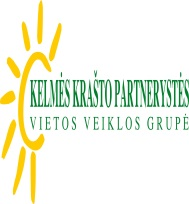 KELMĖS KRAŠTO PARTNERYSTĖS
VIETOS VEIKLOS GRUPĖ